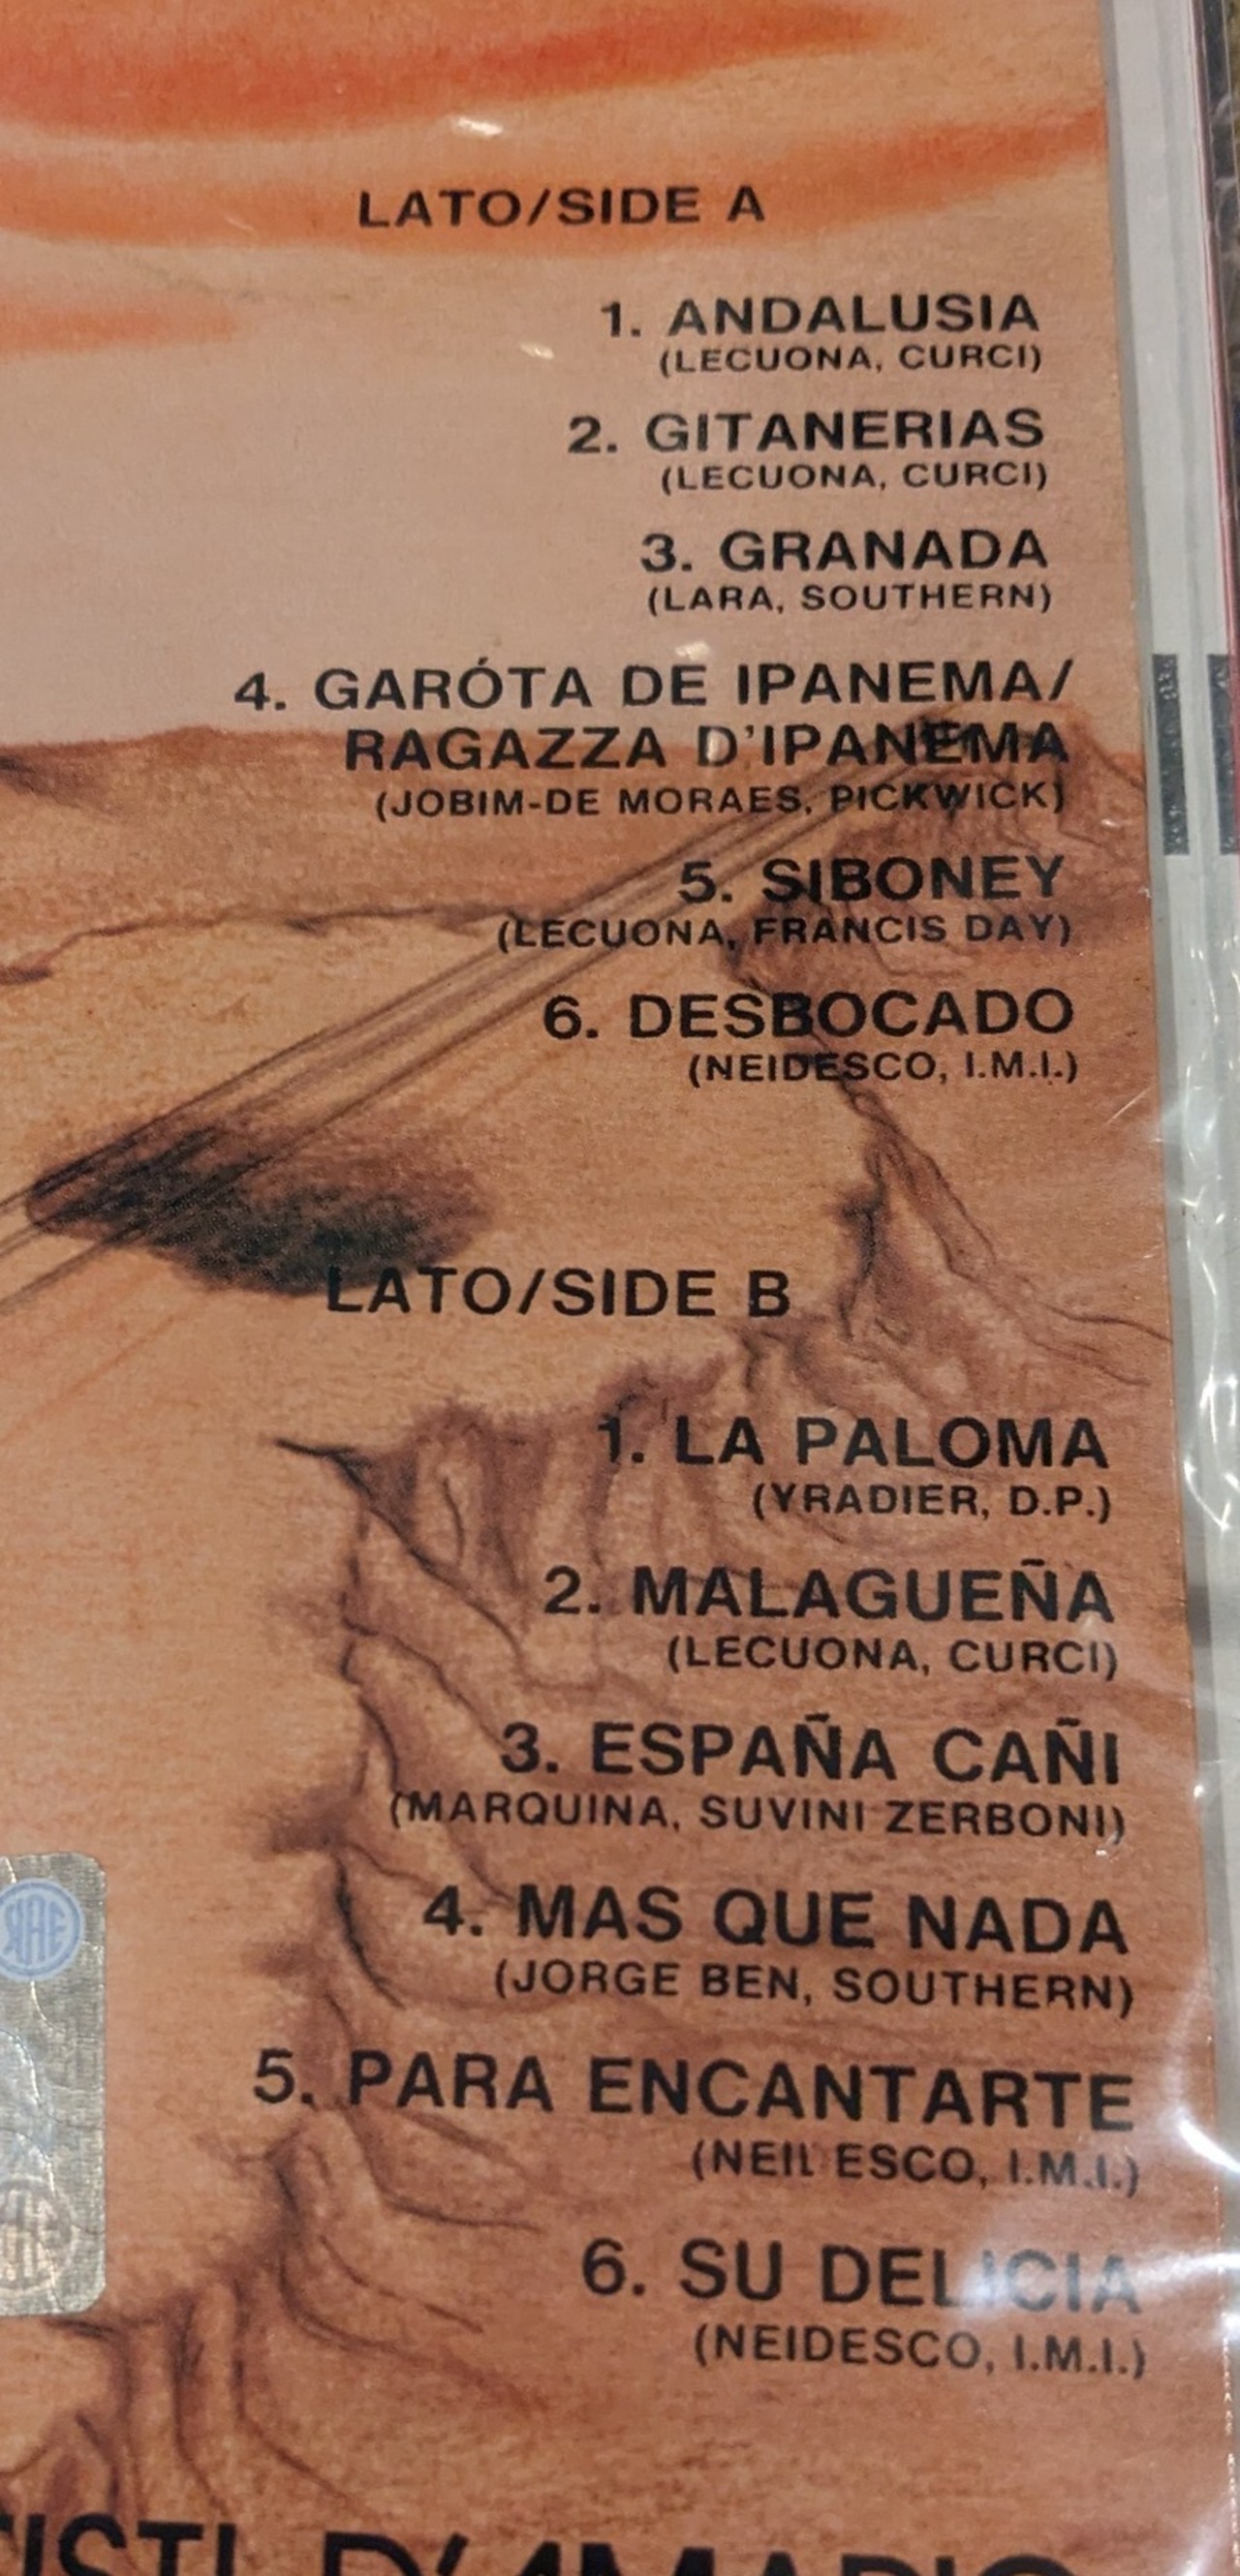 LATO/SIDE A
1. ANDALUSIA
(LECUONA, CURCI)
2. GITANERIAS
(LECUONA, CURCI)
3. GRANADA
(LARA, SOUTHERN)
4. GARÓTA DE IPANEMA/
RAGAZZA D'IPANEMA
(JOBIM-DE MORAES, PICKWICK)
5. SIBONEY
(LECUONA, FRANCIS DAY)
6. DESBOCADO
(NEIDESCO, I.M.I.)
LATO/SIDE B
1. LA PALOMA
(YRADIER, D.P.)
2. MALAGUEÑA
(LECUONA, CURCI)
3. ESPAÑA CAÑI
(MARQUINA, SUVINI ZERBONI)
4. MAS QUE NADA
(JORGE BEN, SOUTHERN)
5. PARA ENCANTARTE
(NEIL ESCO, I.M.I.)
6. SU DELICIA
(NEIDESCO, I.M.I.)